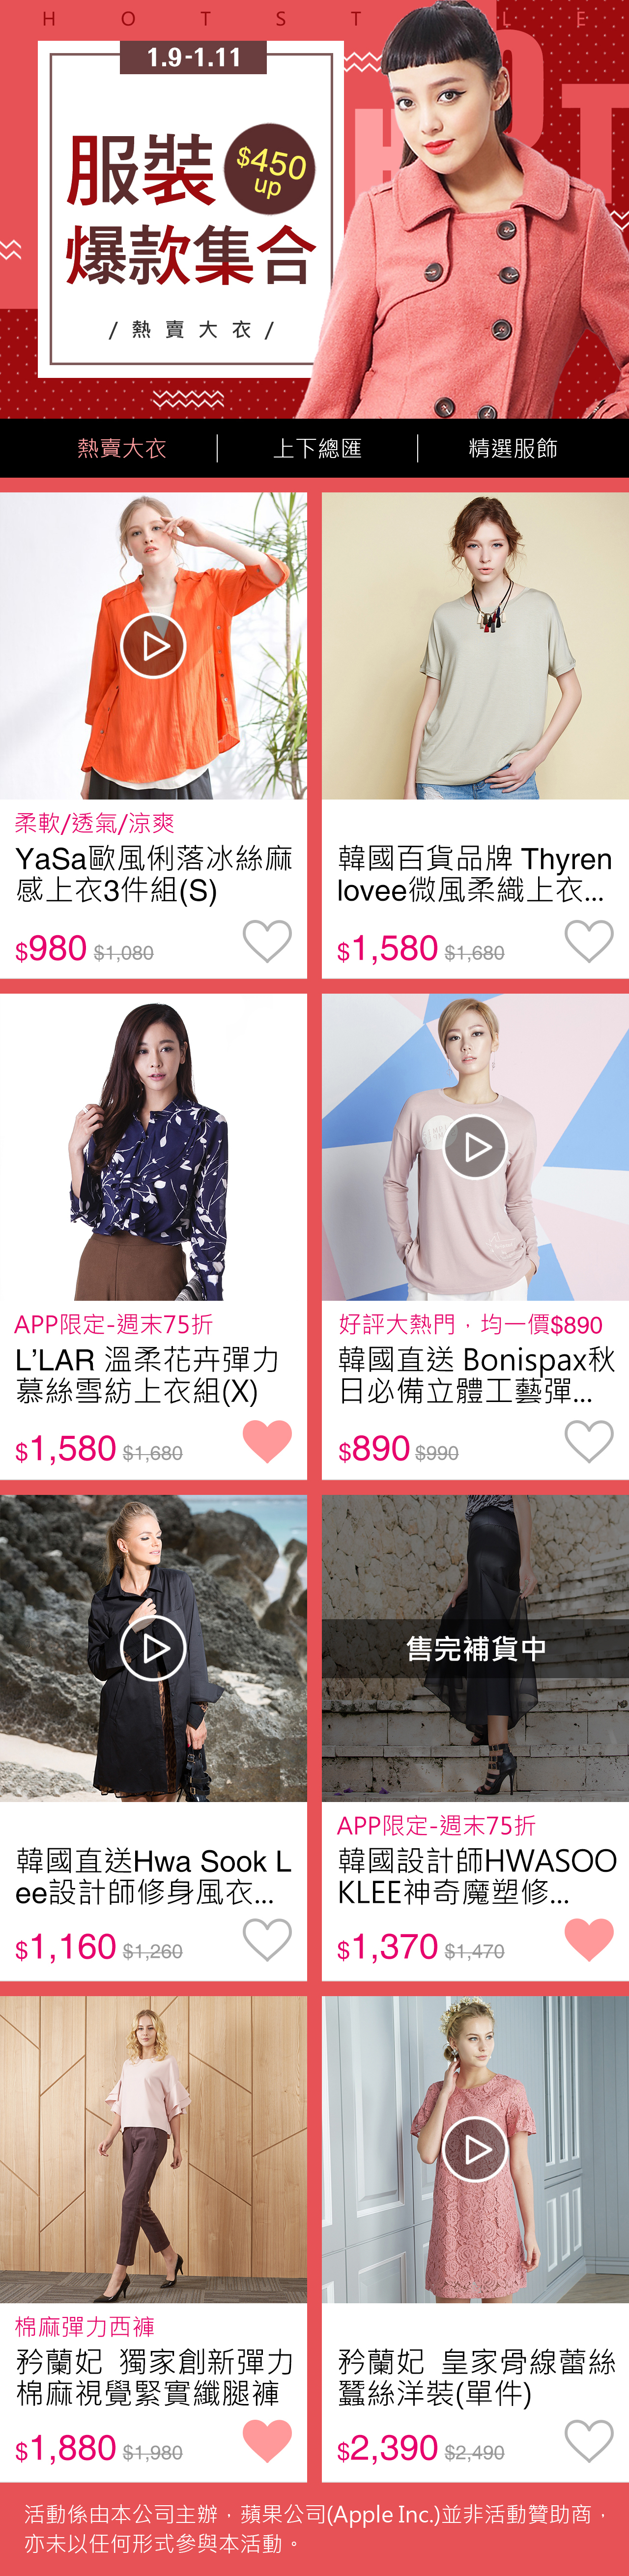 HOT STYLE
HOT
1.9-1.11
服裝
$450
up
爆款集合
/ 熱賣大衣 /
熱賣大衣
上下總匯
精選服飾
柔軟/透氣/涼爽
YaSa歐風俐落冰絲麻
感上衣3件組(S)
$980 $1,080
韓國百貨品牌 Thyren
lovee微風柔織上衣...
$1,580 $1,680
APP限定-週末75折
L’LAR 溫柔花卉彈力
慕絲雪紡上衣組(X)
$1,580 $1,680
好評大熱門，均一價$890
韓國直送 Bonispax秋
日必備立體工藝彈...
$890 $990
韓國直送Hwa Sook L
ee設計師修身風衣...
$1,160 $1,260
售完補貨中
APP限定-週末75折
韓國設計師HWASOO
KLEE神奇魔塑修...
$1,370 $1,470
棉麻彈力西褲
矜蘭妃 獨家創新彈力
棉麻視覺緊實纖腿褲
$1,880 $1,980
矜蘭妃 皇家骨線蕾絲
蠶絲洋裝(單件)
$2,390 $2,490
活動係由本公司主辦，蘋果公司(Apple Inc.)並非活動贊助商，
亦未以任何形式參與本活動。